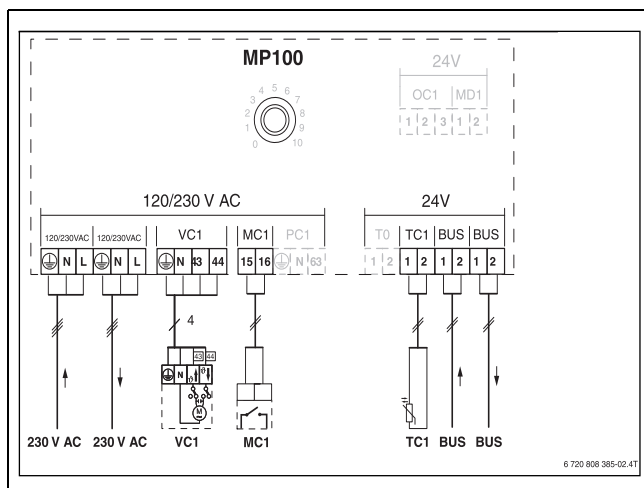 MP100
24V
OC1 MD1
1 2 3 1 2
0 1 2 3 4 5 6 7 8 9 10
120/230 V AC
24V
120/230VAC 120/230VAC VC1 MC1 PC1 T0 TC1 BUS BUS
N L N L N 43 44 15 16 N 63 1 2 1 2 1 2 1 2
4
43 44
N ϑ ϑ
M
230 V AC 230 V AC VC1 MC1 TC1 BUS BUS
6 720 808 385-02.4T